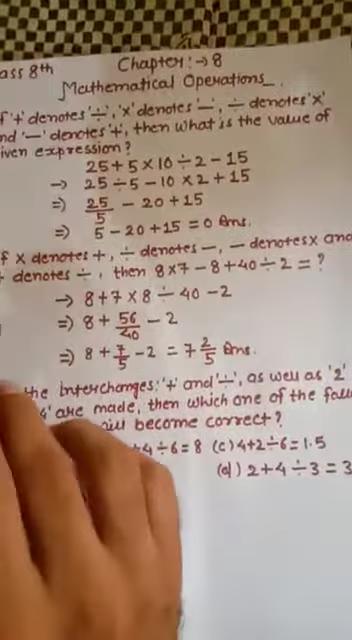 ass 8th Chapter:→8
Mathematical Operations
f '+' denotes '÷', 'x' denotes '—', ÷ denotes 'x'
nd '—' denotes '+', then what is the value of
iven expression?
25 + 5 × 10 ÷ 2 - 15
→ 25 ÷ 5 - 10 × 2 + 15
⇒) 25/5 - 20 + 15
⇒) 5 - 20 + 15 = 0 Ans.
f x denotes +, ÷ denotes —, — denotes x and
denotes ÷, then 8×7 - 8 + 40 ÷ 2 = ?
→ 8 + 7 × 8 ÷ 40 - 2
⇒) 8 + 56/40 - 2
⇒) 8 + 7/5 - 2 = 7 2/5 Ans.
the interchanges: '+' and '÷', as well as '2'
4' are made, then which one of the foll
ill become correct?
+4÷6=8 (c) 4+2÷6=1.5
(d) 2+4÷3=3